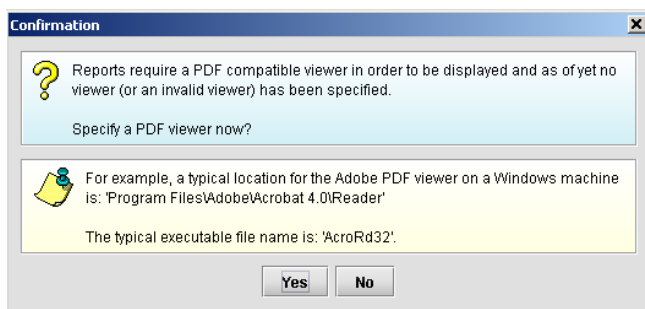 Confirmation
Reports require a PDF compatible viewer in order to be displayed and as of yet no
viewer (or an invalid viewer) has been specified.
Specify a PDF viewer now?
For example, a typical location for the Adobe PDF viewer on a Windows machine
is: 'Program Files\Adobe\Acrobat 4.0\Reader'
The typical executable file name is: 'AcroRd32'.
Yes No